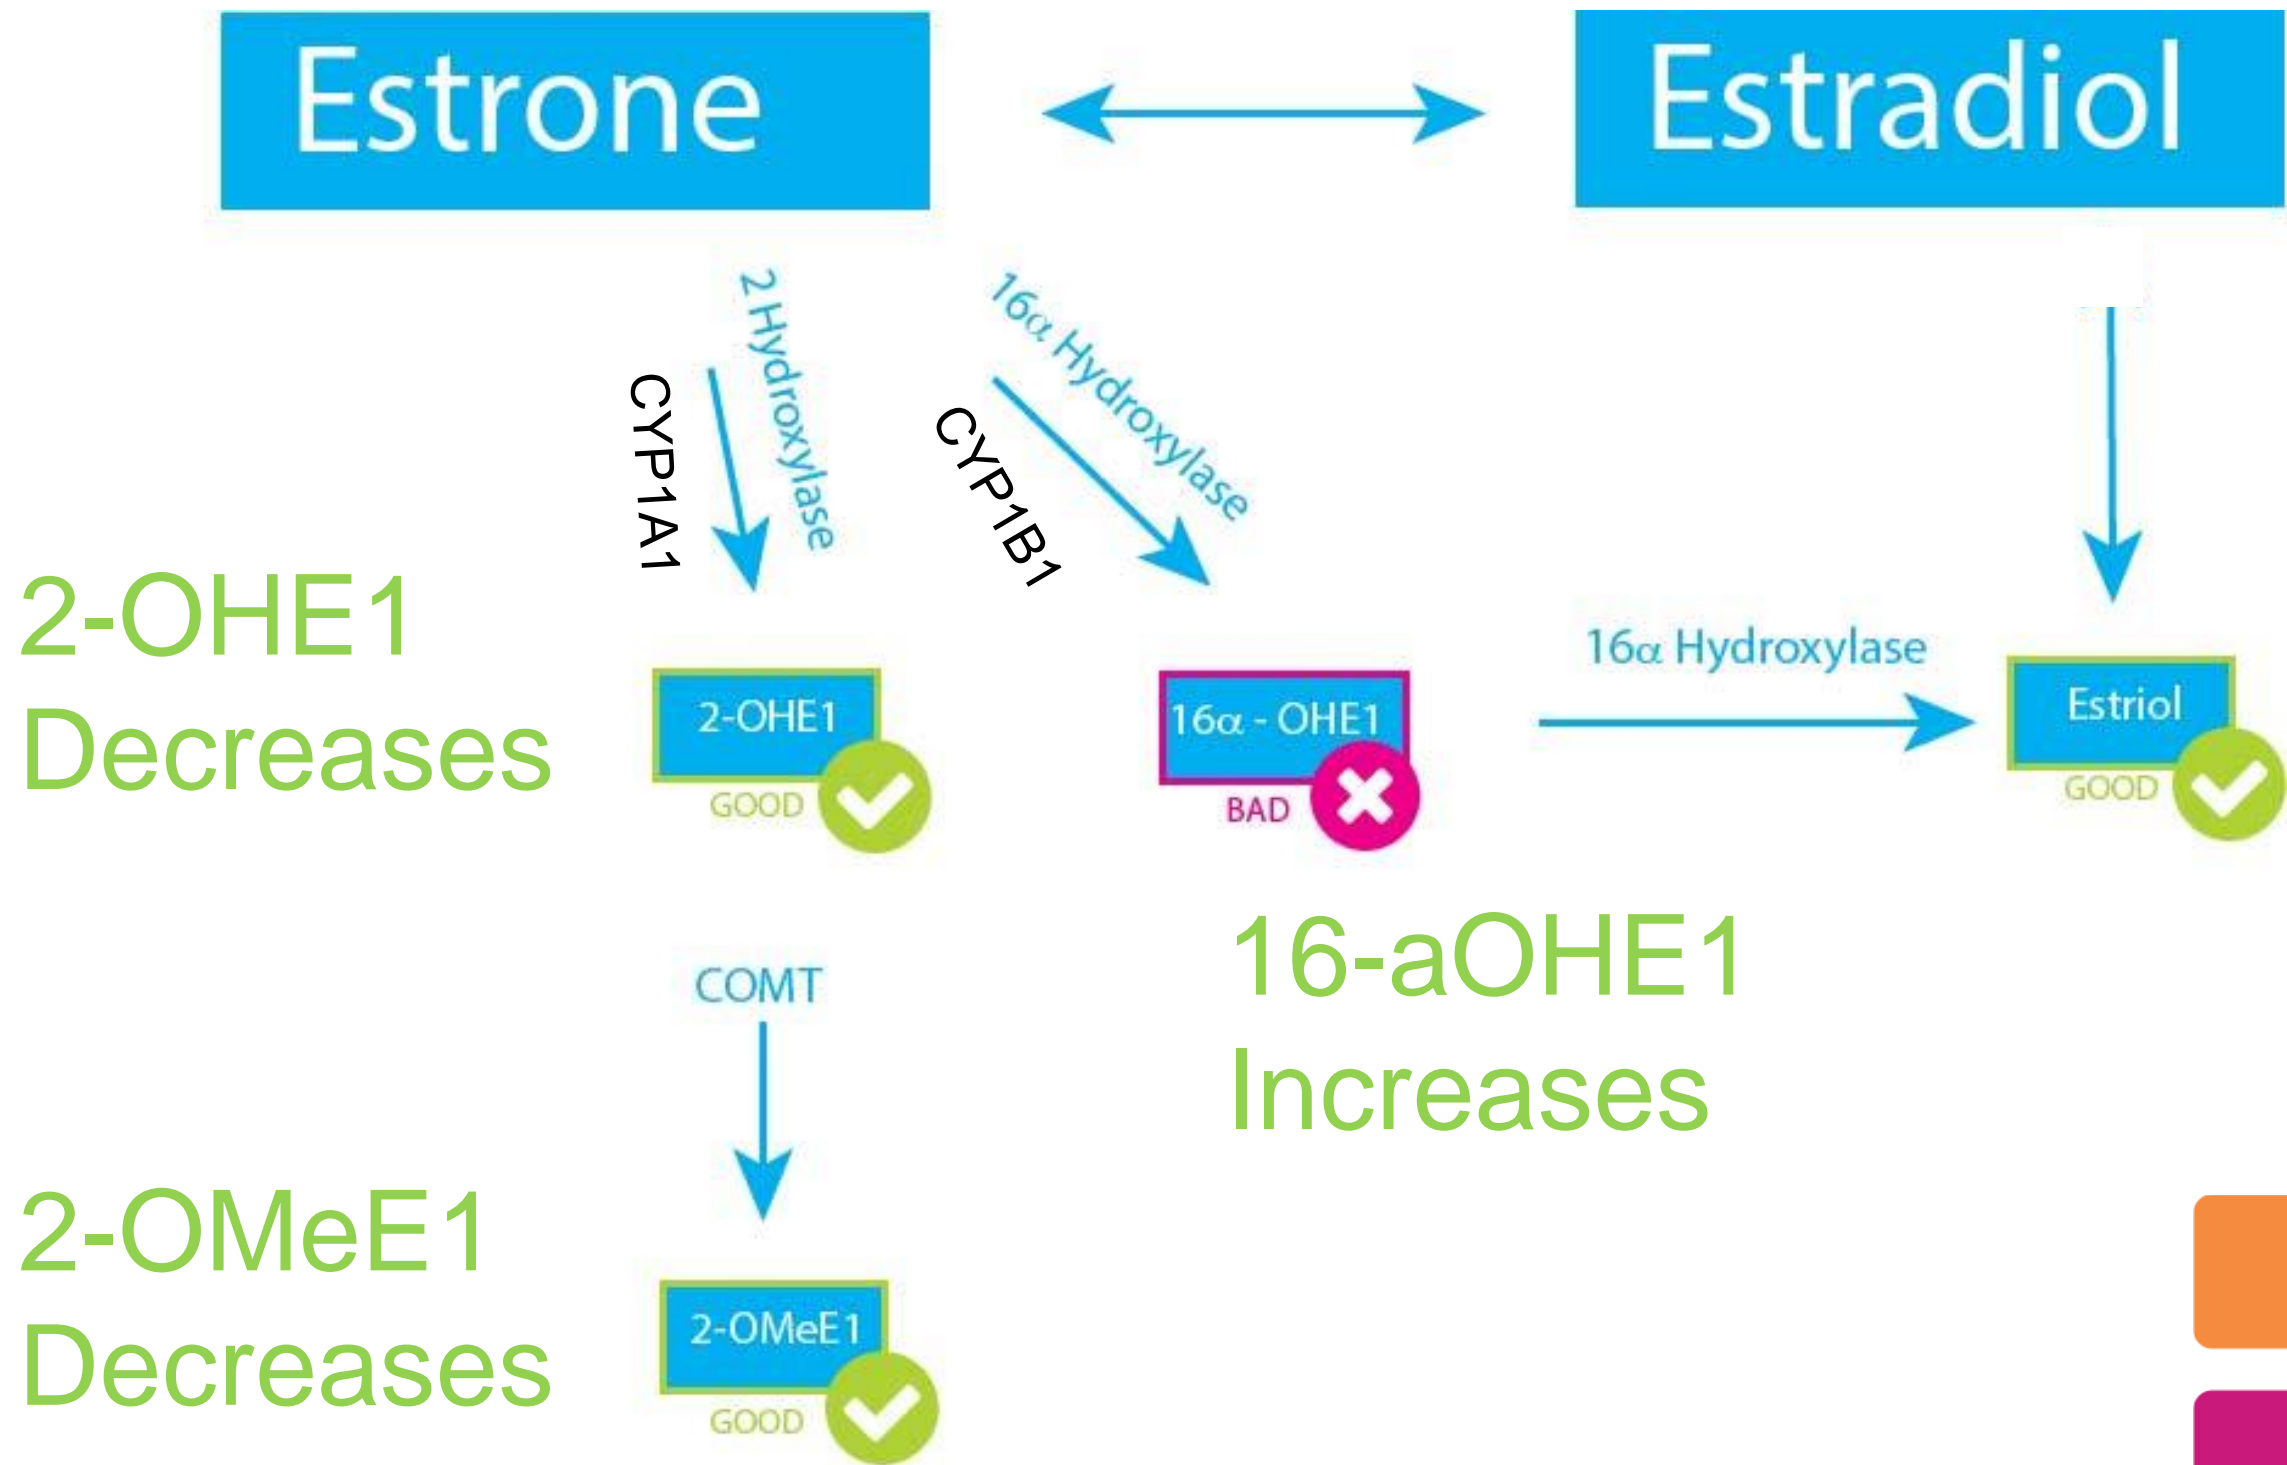 Estrone
Estradiol
2 Hydroxylase
CYP1A1
16α Hydroxylase
CYP1B1
2-OHE1
Decreases
2-OHE1
GOOD
16α - OHE1
BAD
16α Hydroxylase
Estriol
GOOD
16-aOHE1
Increases
COMT
2-OMeE1
Decreases
2-OMeE1
GOOD